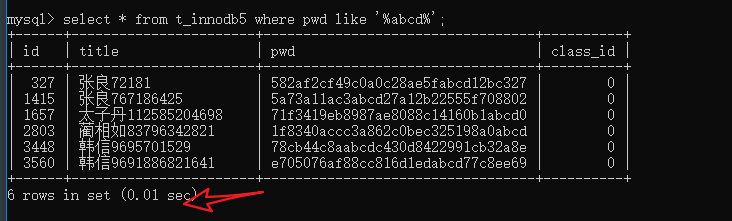 mysql> select * from t_innodb5 where pwd like '%abcd%';
+------+--------------------+----------------------------------+----------+
| id | title | pwd | class_id |
+------+--------------------+----------------------------------+----------+
| 327 | 张良72181 | 582af2cf49c0a0c28ae5fabcd12bc327 | 0 |
| 1415 | 张良767186425 | 5a73a11ac3abcd27a12b22555f708802 | 0 |
| 1657 | 太子丹112585204698 | 71f3419eb8987ae8088c14160b1abcd0 | 0 |
| 2803 | 蔺相如83796342821 | 1f8340accc3a862c0bec325198a0abcd | 0 |
| 3448 | 韩信9695701529 | 78cb44c8aabcdc430d8422991cb32a8e | 0 |
| 3560 | 韩信9691886821641 | e705076af88cc816d1edabcd77c8ee69 | 0 |
+------+--------------------+----------------------------------+----------+
6 rows in set (0.01 sec)